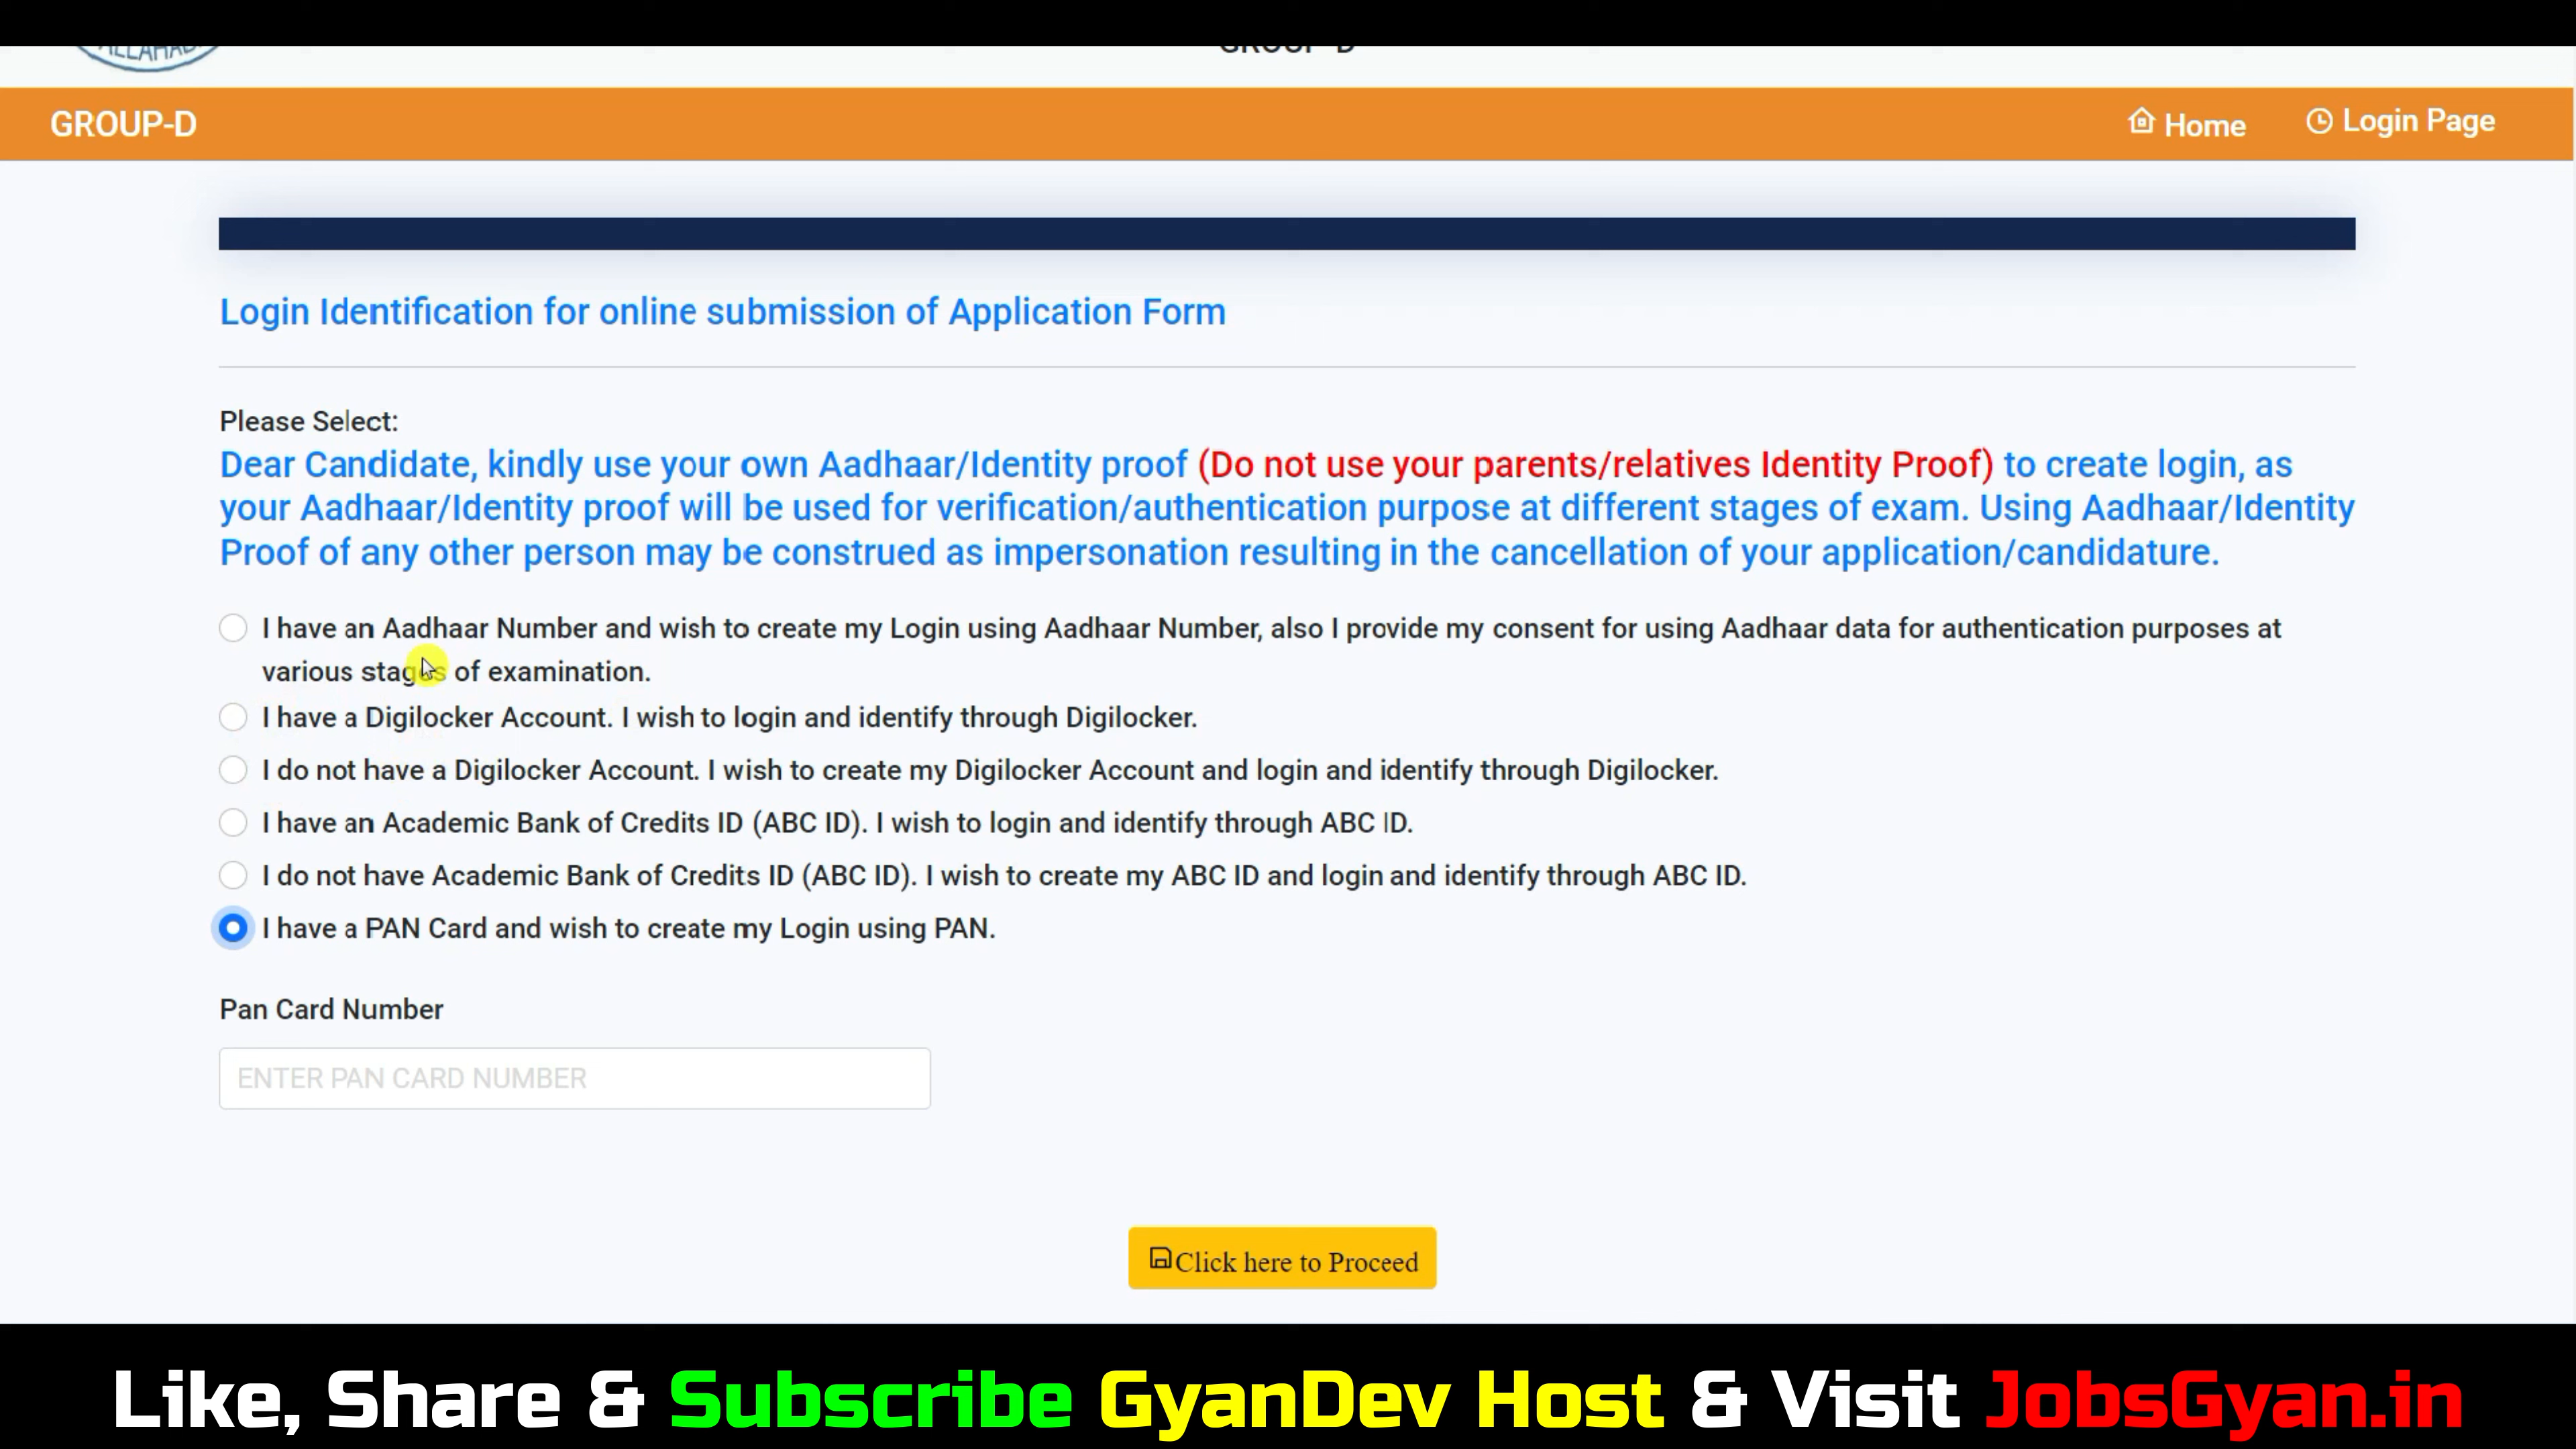 ALLAHABAD
GROUP - D
GROUP-D
Home
Login Page
Login Identification for online submission of Application Form
Please Select:
Dear Candidate, kindly use your own Aadhaar/Identity proof (Do not use your parents/relatives Identity Proof) to create login, as
your Aadhaar/Identity proof will be used for verification/authentication purpose at different stages of exam. Using Aadhaar/Identity
Proof of any other person may be construed as impersonation resulting in the cancellation of your application/candidature.
I have an Aadhaar Number and wish to create my Login using Aadhaar Number, also I provide my consent for using Aadhaar data for authentication purposes at
various stages of examination.
I have a Digilocker Account. I wish to login and identify through Digilocker.
I do not have a Digilocker Account. I wish to create my Digilocker Account and login and identify through Digilocker.
I have an Academic Bank of Credits ID (ABC ID). I wish to login and identify through ABC ID.
I do not have Academic Bank of Credits ID (ABC ID). I wish to create my ABC ID and login and identify through ABC ID.
I have a PAN Card and wish to create my Login using PAN.
Pan Card Number
ENTER PAN CARD NUMBER
Click here to Proceed
Like, Share & Subscribe GyanDev Host & Visit JobsGyan.in